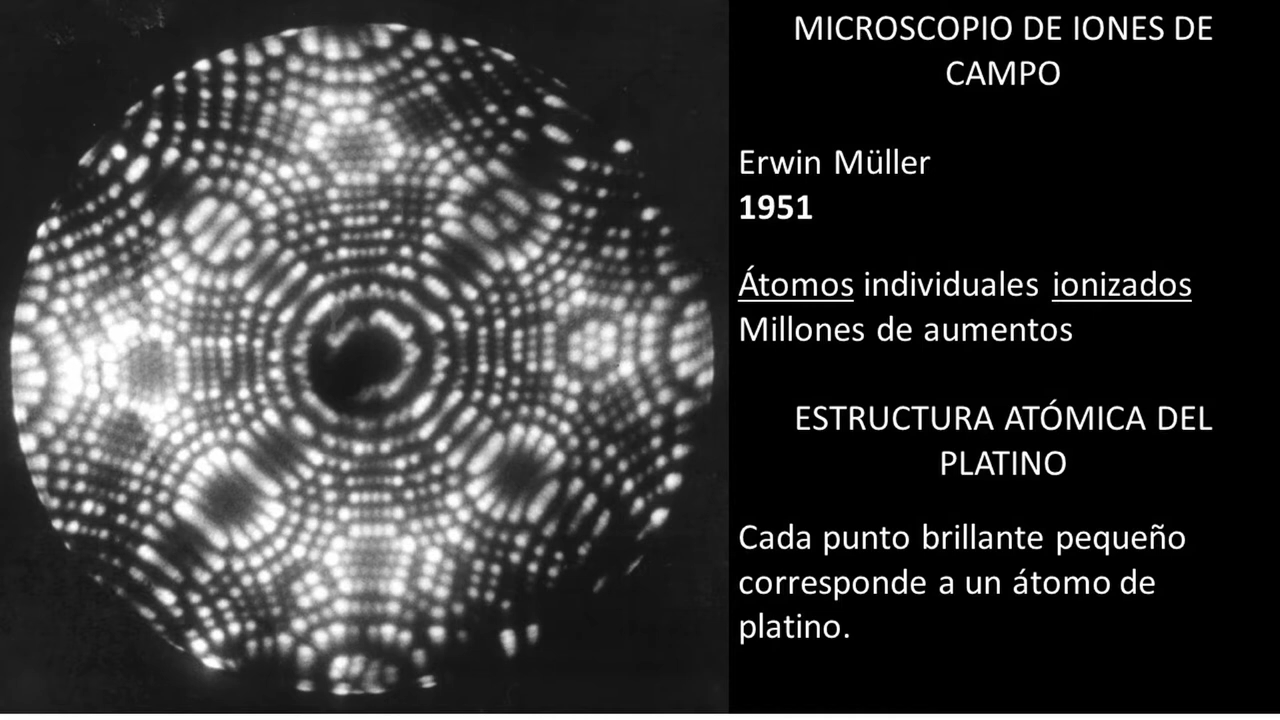 MICROSCOPIO DE IONES DE
CAMPO
Erwin Müller
1951
Átomos individuales ionizados
Millones de aumentos
ESTRUCTURA ATÓMICA DEL
PLATINO
Cada punto brillante pequeño
corresponde a un átomo de
platino.